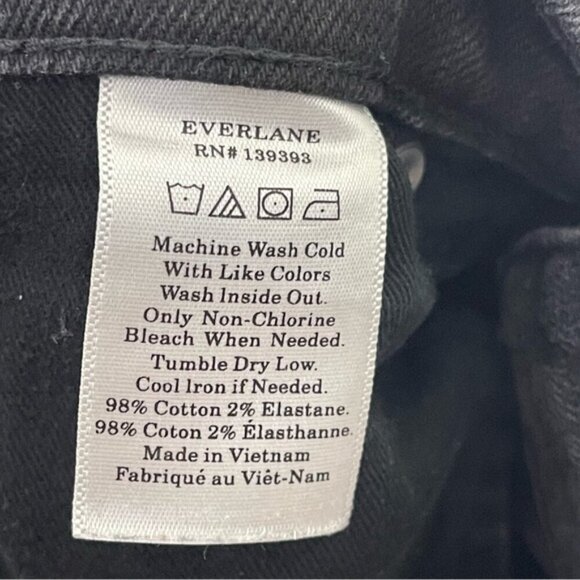 EVERLANE
RN# 139393
Machine Wash Cold
With Like Colors
Wash Inside Out.
Only Non-Chlorine
Bleach When Needed.
Tumble Dry Low.
Cool Iron if Needed.
98% Cotton 2% Elastane.
98% Coton 2% Élasthanne.
Made in Vietnam
Fabriqué au Viêt-Nam